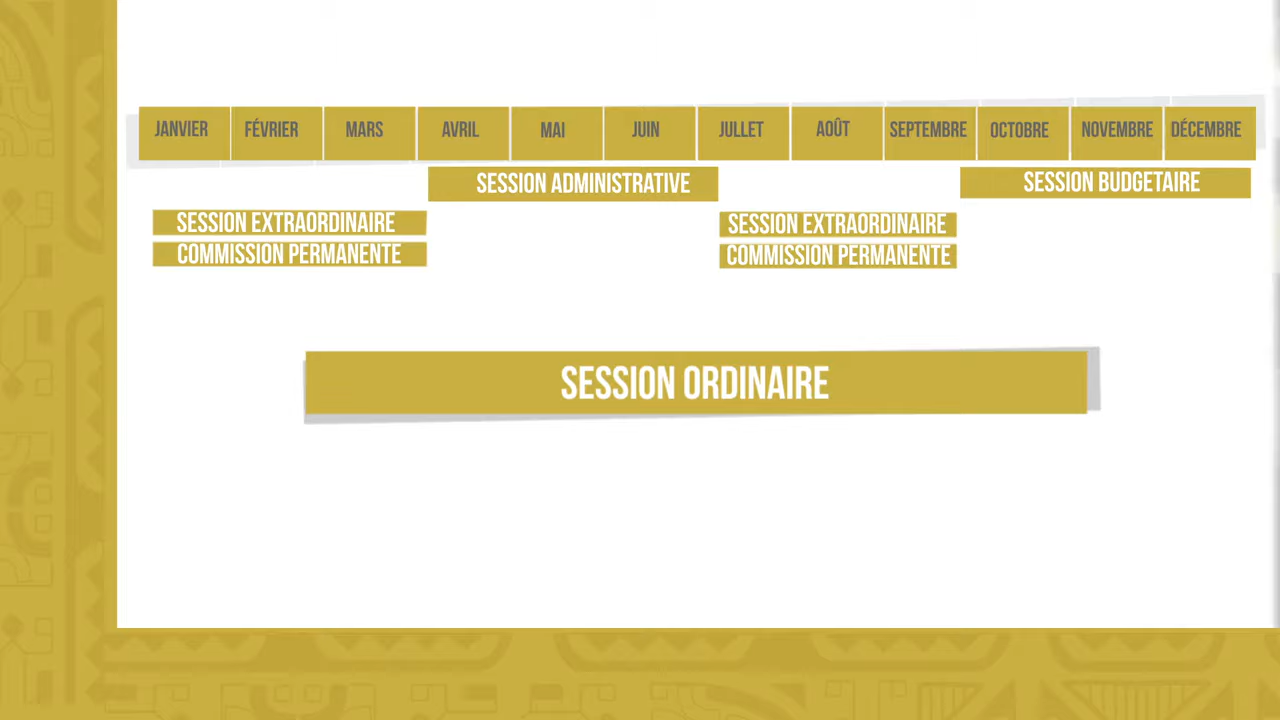 JANVIER FÉVRIER MARS AVRIL MAI JUIN JULLET AOÛT SEPTEMBRE OCTOBRE NOVEMBRE DÉCEMBRE
SESSION ADMINISTRATIVE SESSION BUDGETAIRE
SESSION EXTRAORDINAIRE SESSION EXTRAORDINAIRE
COMMISSION PERMANENTE COMMISSION PERMANENTE
SESSION ORDINAIRE